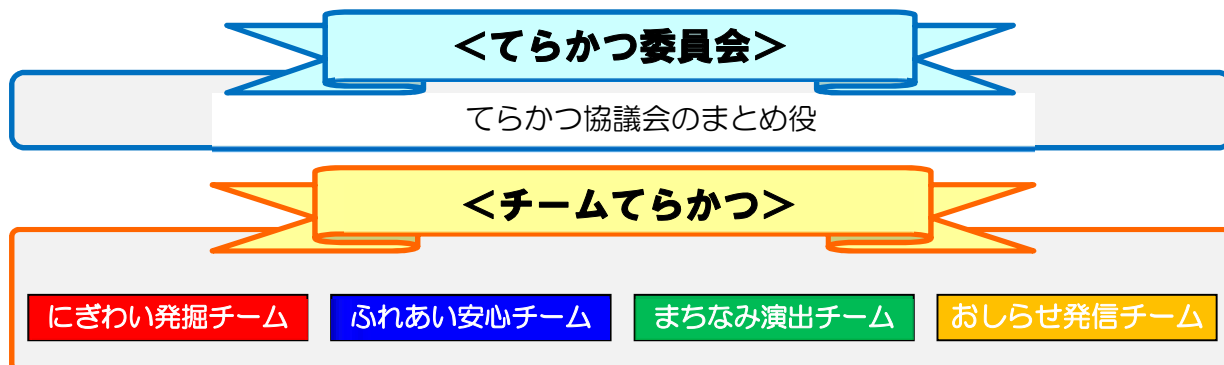 ＜てらかつ委員会＞
てらかつ協議会のまとめ役
＜チームてらかつ＞
にぎわい発掘チーム
ふれあい安心チーム
まちなみ演出チーム
おしらせ発信チーム